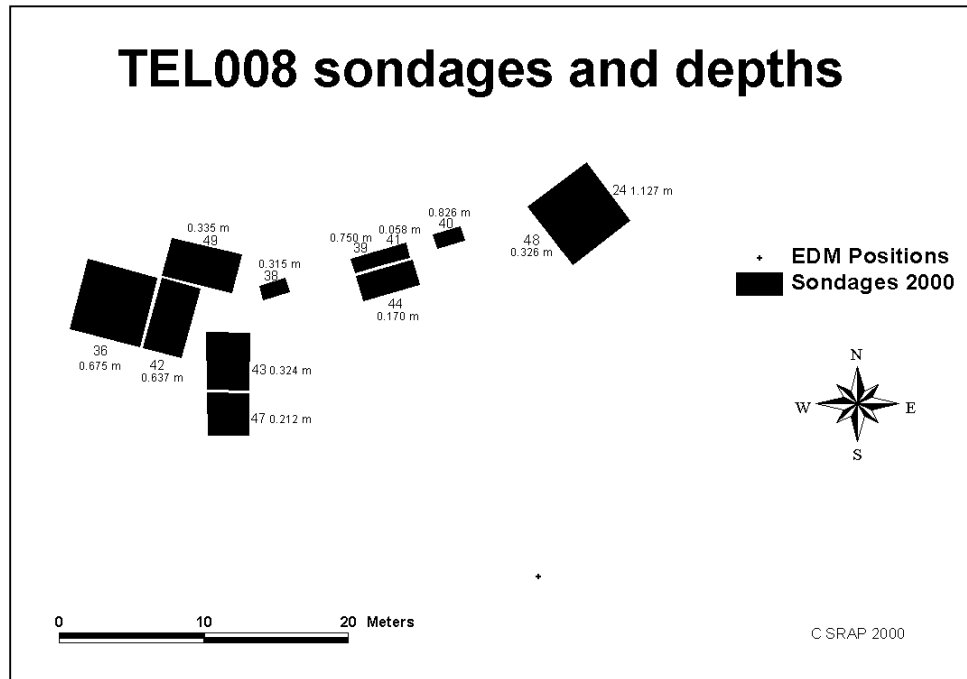 TEL008 sondages and depths
0.335 m
49
0.315 m
38
36
0.675 m
42
0.637 m
43 0.324 m
47 0.212 m
0.750 m
39
0.058 m
41
44
0.170 m
0.826 m
40
24 1.127 m
48
0.326 m
EDM Positions
Sondages 2000
N
W E
S
0 10 20 Meters
C SRAP 2000